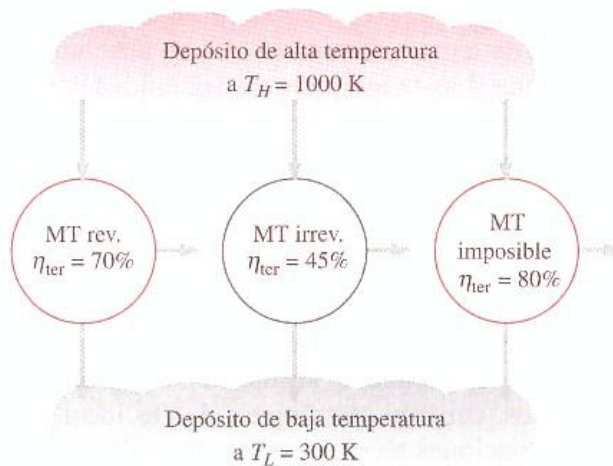 Depósito de alta temperatura
a T_H = 1000 K
MT rev.
η_ter = 70%
MT irrev.
η_ter = 45%
MT
imposible
η_ter = 80%
Depósito de baja temperatura
a T_L = 300 K